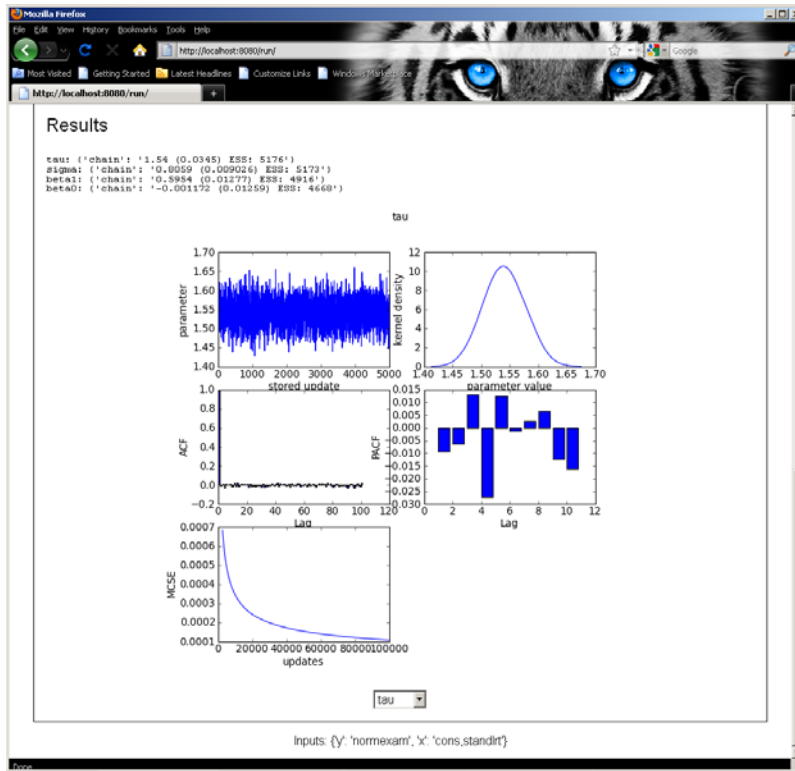 Mozilla Firefox
File Edit View History Bookmarks Tools Help
http://localhost:8080/run/
Google
Most Visited Getting Started Latest Headlines Customize Links Windows Marketplace
http://localhost:8080/run/
Results
tau: ('chain': '1.54 (0.0345) ESS: 5176')
sigma: ('chain': '0.8059 (0.009026) ESS: 5173')
beta1: ('chain': '0.5954 (0.01277) ESS: 4916')
beta0: ('chain': '-0.001172 (0.01259) ESS: 4668')
tau
1.70
1.65
1.60
1.55
1.50
1.45
1.40
parameter
0 1000 2000 3000 4000 5000
stored update
12
10
8
6
4
2
0
kernel density
1.40 1.45 1.50 1.55 1.60 1.65 1.70
parameter value
1.0
0.8
0.6
0.4
0.2
0.0
-0.2
ACF
0 20 40 60 80 100 120
Lag
0.015
0.010
0.005
0.000
-0.005
-0.010
-0.015
-0.020
-0.025
-0.030
PACF
0 2 4 6 8 10 12
Lag
0.0007
0.0006
0.0005
0.0004
0.0003
0.0002
0.0001
MCSE
0 20000 40000 60000 80000 100000
updates
tau
Inputs: {'y': 'normexam', 'x': 'cons,standlrt'}
Done